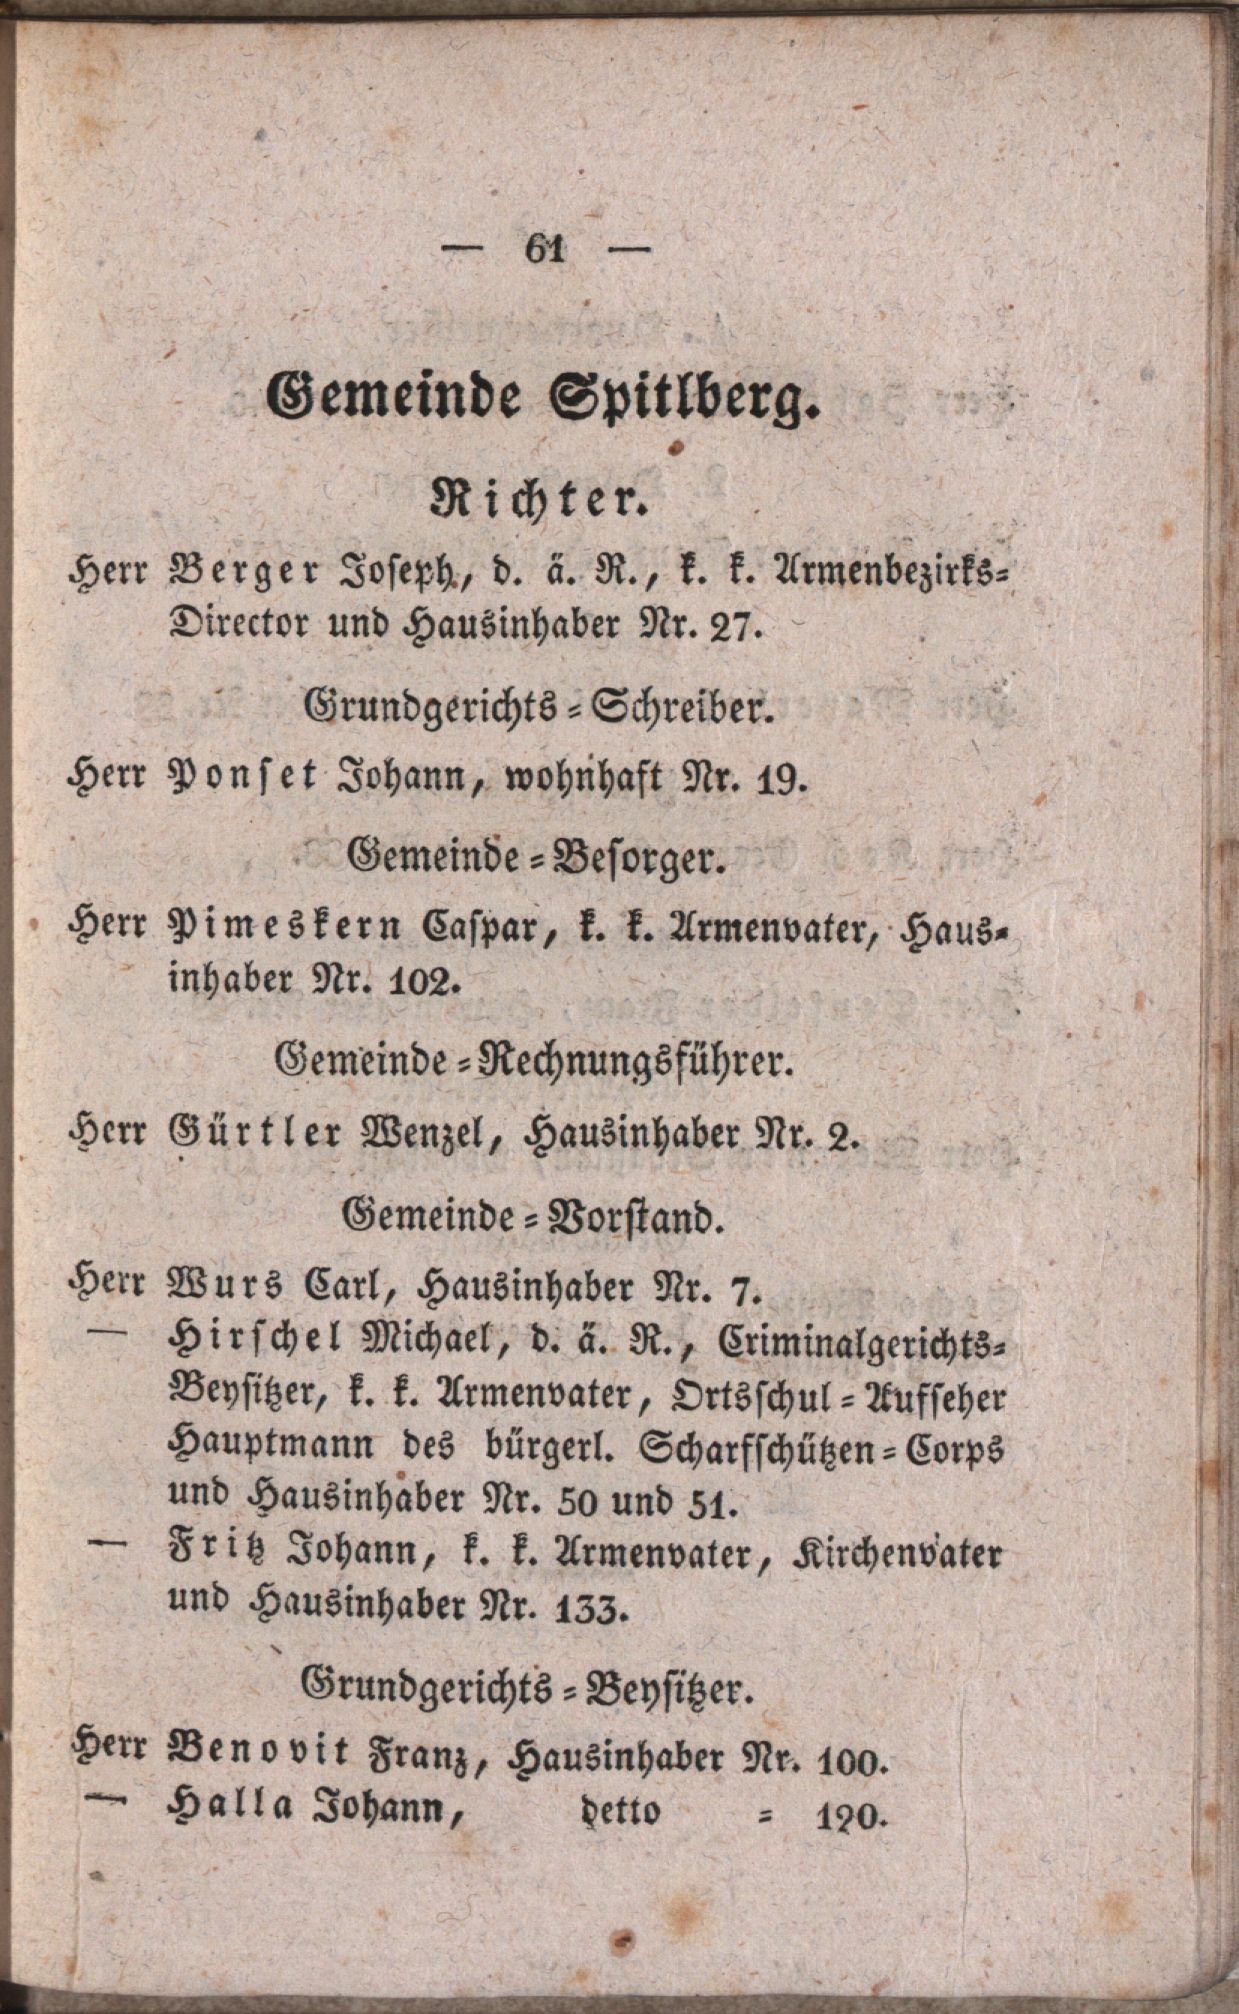 — 61 —
Gemeinde Spitlberg.
Richter.
Herr Berger Joseph, d. ä. R., k. k. Armenbezirks-
Director und Hausinhaber Nr. 27.
Grundgerichts-Schreiber.
Herr Ponset Johann, wohnhaft Nr. 19.
Gemeinde-Besorger.
Herr Pimeskern Caspar, k. k. Armenvater, Haus-
inhaber Nr. 102.
Gemeinde-Rechnungsführer.
Herr Gürtler Wenzel, Hausinhaber Nr. 2.
Gemeinde-Vorstand.
Herr Wurs Carl, Hausinhaber Nr. 7.
— Hirschel Michael, d. ä. R., Criminalgerichts-
Beysitzer, k. k. Armenvater, Ortsschul-Aufseher
Hauptmann des bürgerl. Scharfschützen-Corps
und Hausinhaber Nr. 50 und 51.
— Fritz Johann, k. k. Armenvater, Kirchenvater
und Hausinhaber Nr. 133.
Grundgerichts-Beysitzer.
Herr Benovit Franz, Hausinhaber Nr. 100.
— Halla Johann, detto = 120.